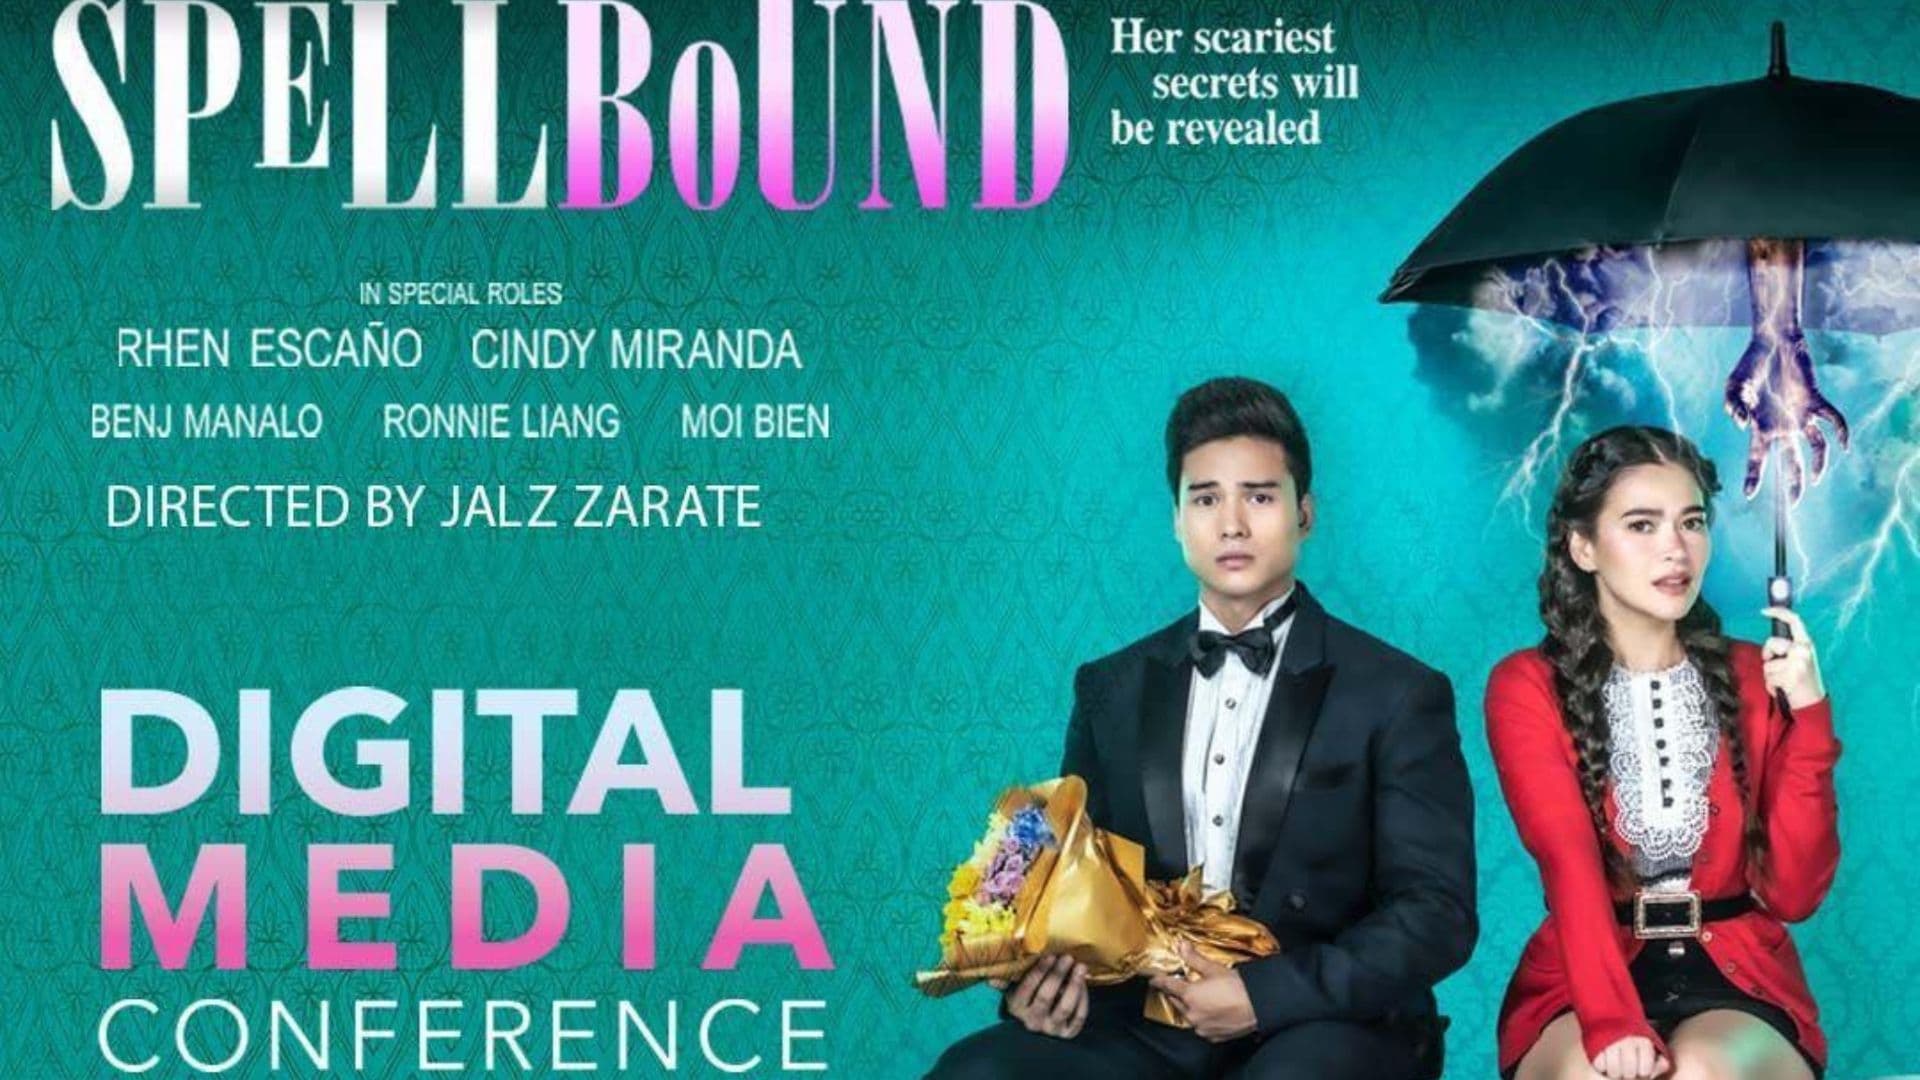 SPELLBoUND
Her scariest
secrets will
be revealed
IN SPECIAL ROLES
RHEN ESCAÑO CINDY MIRANDA
BENJ MANALO RONNIE LIANG MOI BIEN
DIRECTED BY JALZ ZARATE
DIGITAL
MEDIA
CONFERENCE